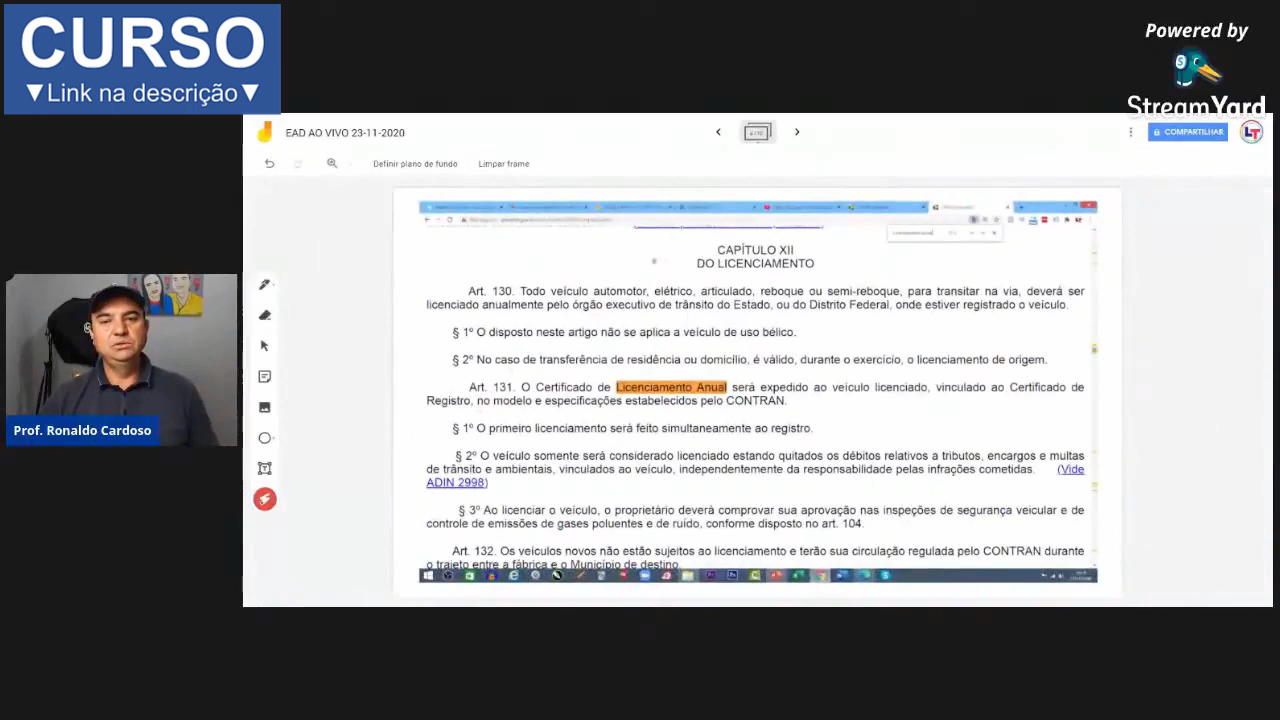 CURSO
▼Link na descrição▼
Powered by
StreamYard
EAD AO VIVO 23-11-2020
COMPARTILHAR
LT
Definir plano de fundo
Limpar frame
CAPÍTULO XII
DO LICENCIAMENTO
Art. 130. Todo veículo automotor, elétrico, articulado, reboque ou semi-reboque, para transitar na via, deverá ser
licenciado anualmente pelo órgão executivo de trânsito do Estado, ou do Distrito Federal, onde estiver registrado o veículo.
§ 1º O disposto neste artigo não se aplica a veículo de uso bélico.
§ 2º No caso de transferência de residência ou domicílio, é válido, durante o exercício, o licenciamento de origem.
Art. 131. O Certificado de Licenciamento Anual será expedido ao veículo licenciado, vinculado ao Certificado de
Registro, no modelo e especificações estabelecidos pelo CONTRAN.
§ 1º O primeiro licenciamento será feito simultaneamente ao registro.
§ 2º O veículo somente será considerado licenciado estando quitados os débitos relativos a tributos, encargos e multas
de trânsito e ambientais, vinculados ao veículo, independentemente da responsabilidade pelas infrações cometidas. (Vide
ADIN 2998)
§ 3º Ao licenciar o veículo, o proprietário deverá comprovar sua aprovação nas inspeções de segurança veicular e de
controle de emissões de gases poluentes e de ruído, conforme disposto no art. 104.
Art. 132. Os veículos novos não estão sujeitos ao licenciamento e terão sua circulação regulada pelo CONTRAN durante
o trajeto entre a fábrica e o Município de destino.
Prof. Ronaldo Cardoso